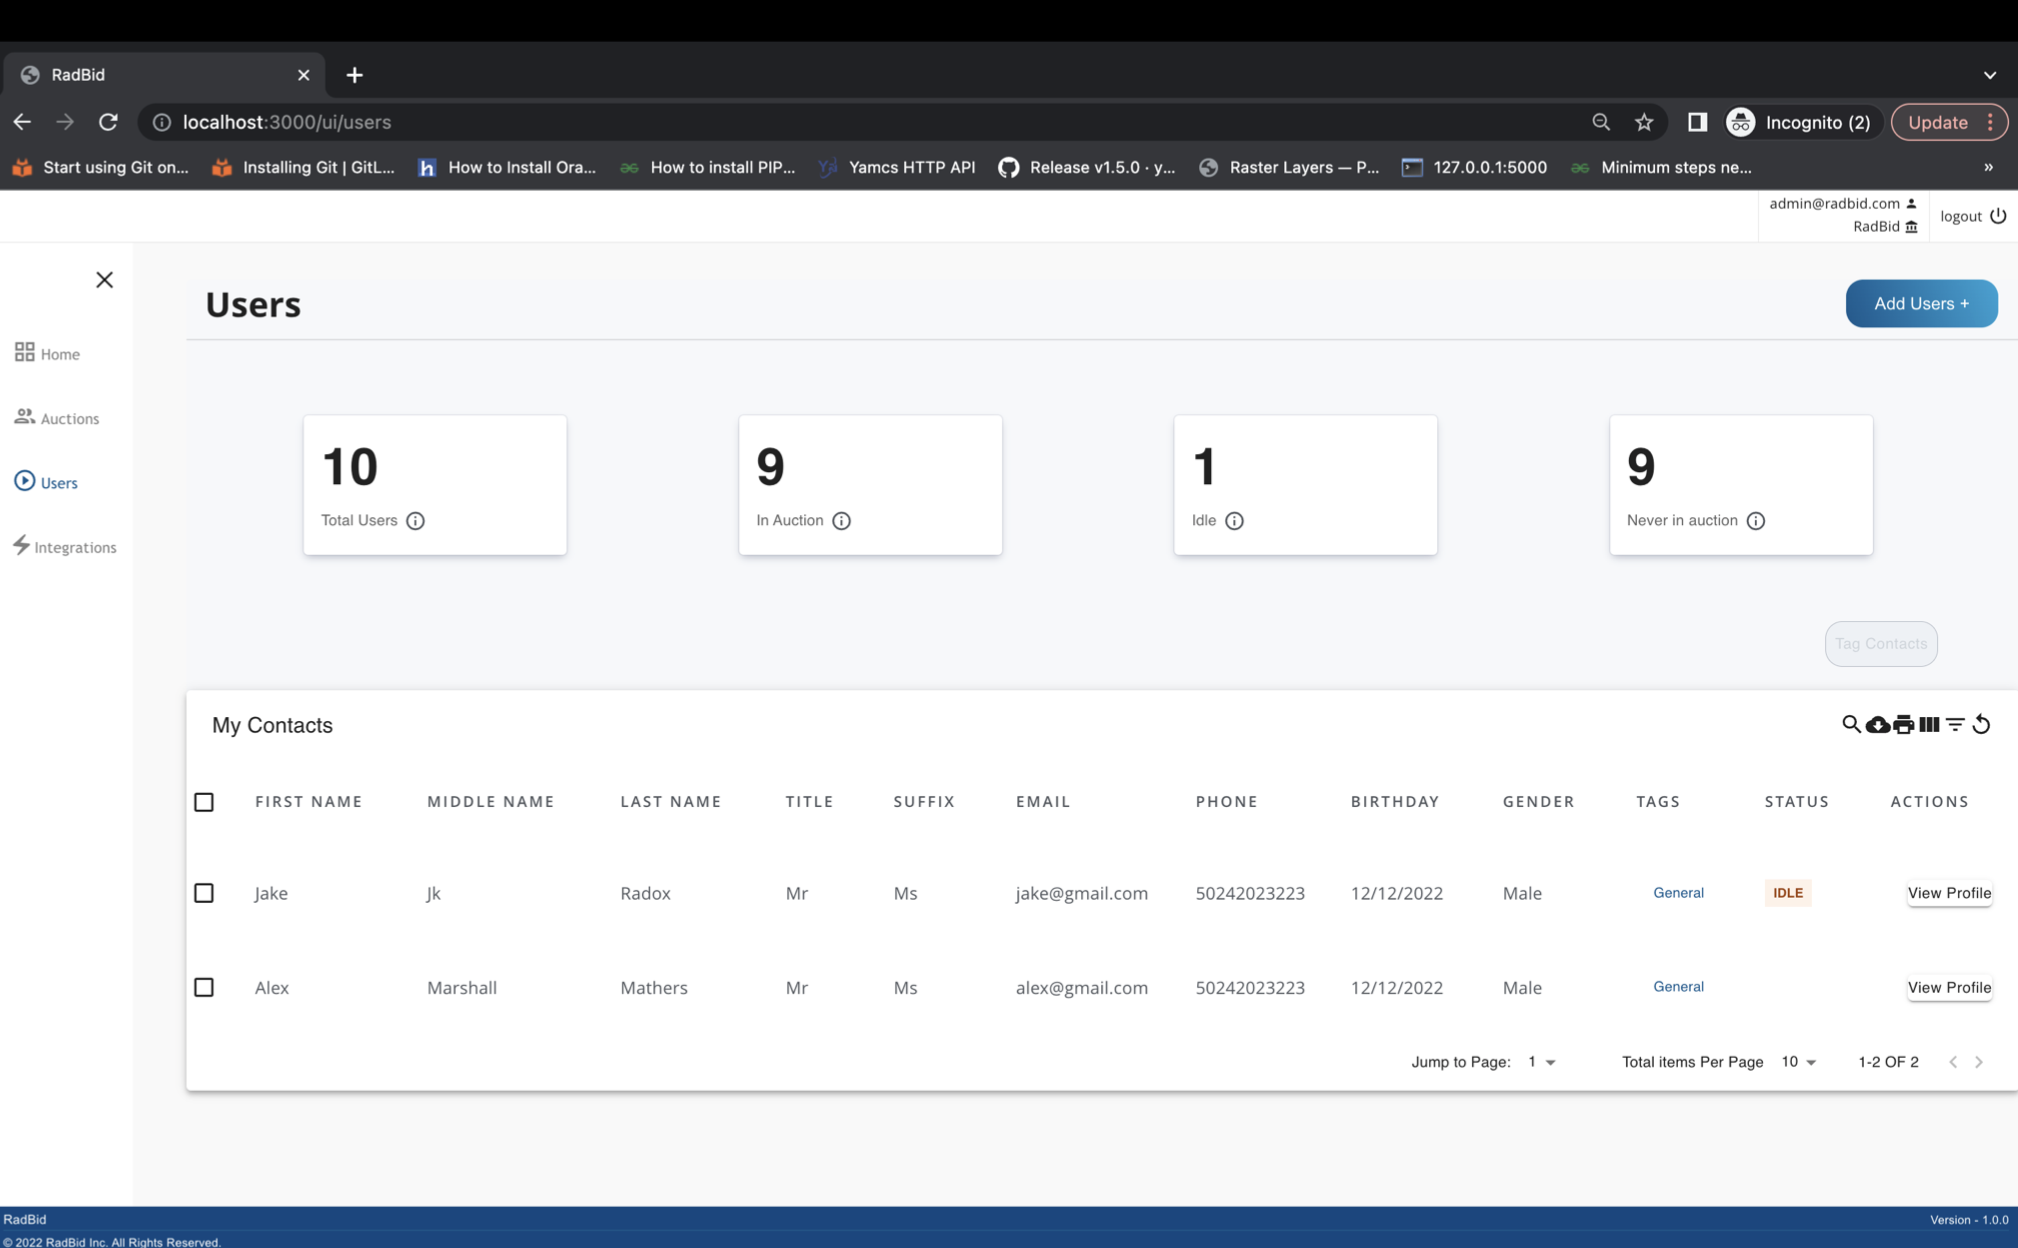 RadBid
localhost:3000/ui/users
Incognito (2)
Update
Start using Git on...
Installing Git | GitL...
How to Install Ora...
How to install PIP...
Yamcs HTTP API
Release v1.5.0 · y...
Raster Layers — P...
127.0.0.1:5000
Minimum steps ne...
»
admin@radbid.com
RadBid
logout
Users
Add Users +
Home
Auctions
Users
Integrations
10
Total Users
9
In Auction
1
Idle
9
Never in auction
Tag Contacts
My Contacts
FIRST NAME MIDDLE NAME LAST NAME TITLE SUFFIX EMAIL PHONE BIRTHDAY GENDER TAGS STATUS ACTIONS
Jake Jk Radox Mr Ms jake@gmail.com 50242023223 12/12/2022 Male General IDLE View Profile
Alex Marshall Mathers Mr Ms alex@gmail.com 50242023223 12/12/2022 Male General View Profile
Jump to Page: 1 Total items Per Page 10 1-2 OF 2
RadBid
Version - 1.0.0
© 2022 RadBid Inc. All Rights Reserved.